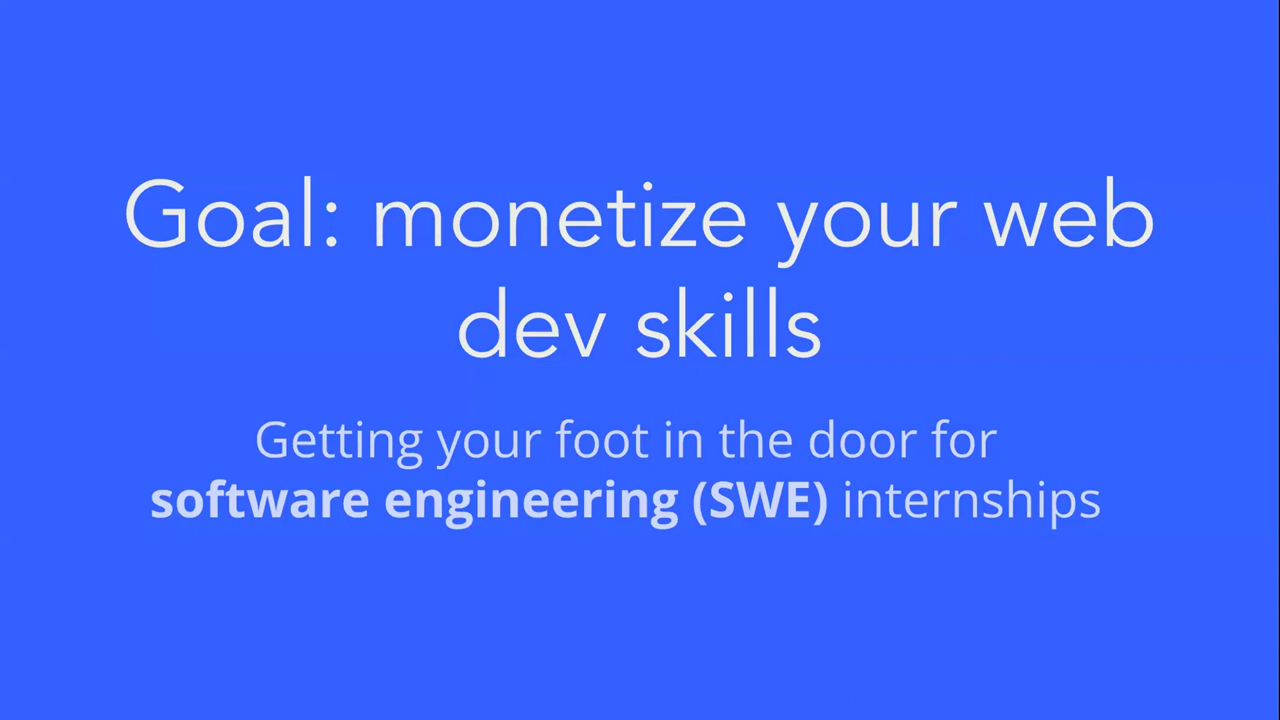 Goal: monetize your web
dev skills
Getting your foot in the door for
software engineering (SWE) internships